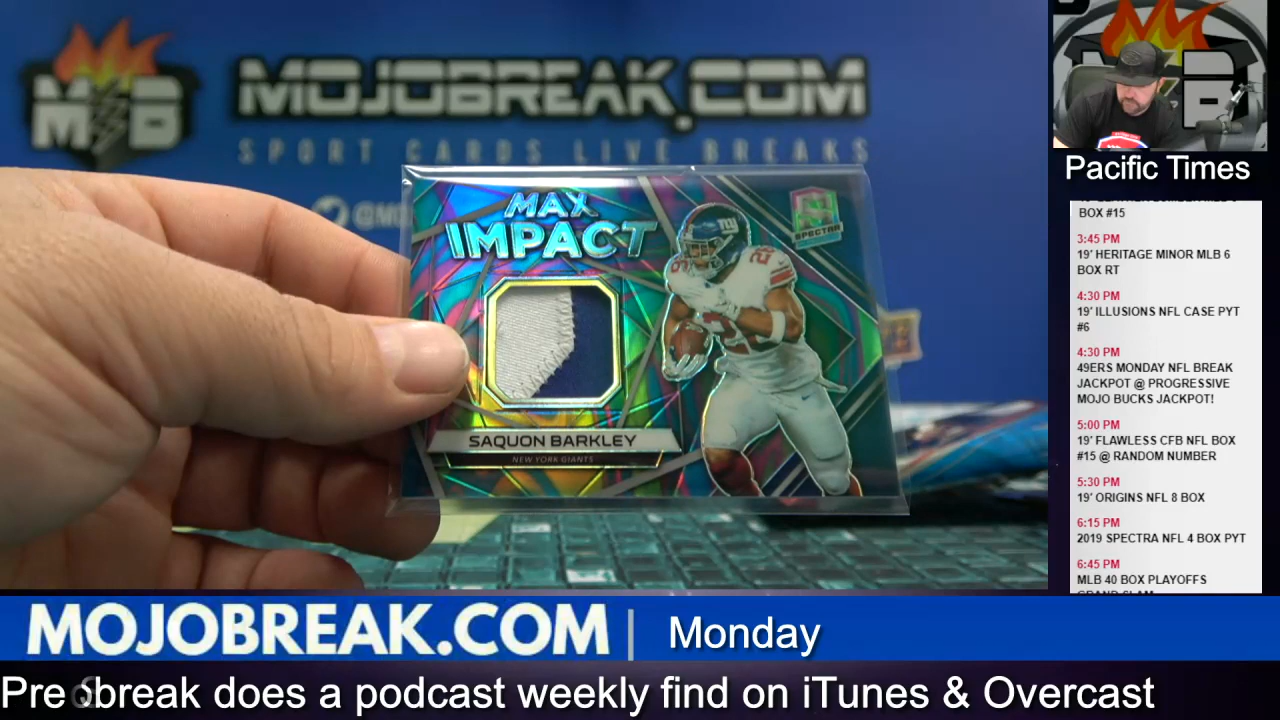 M B
MOJOBREAK.COM
SPORT CARDS LIVE BREAKS
MAX
IMPACT
SPECTRA
SAQUON BARKLEY
NEW YORK GIANTS
Pacific Times
BOX #15
3:45 PM
19' HERITAGE MINOR MLB 6
BOX RT
4:30 PM
19' ILLUSIONS NFL CASE PYT
#6
4:30 PM
49ERS MONDAY NFL BREAK
JACKPOT @ PROGRESSIVE
MOJO BUCKS JACKPOT!
5:00 PM
19' FLAWLESS CFB NFL BOX
#15 @ RANDOM NUMBER
5:30 PM
19' ORIGINS NFL 8 BOX
6:15 PM
2019 SPECTRA NFL 4 BOX PYT
6:45 PM
MLB 40 BOX PLAYOFFS
GRAND SLAM
MOJOBREAK.COM | Monday
break does a podcast weekly find on iTunes & Overcast